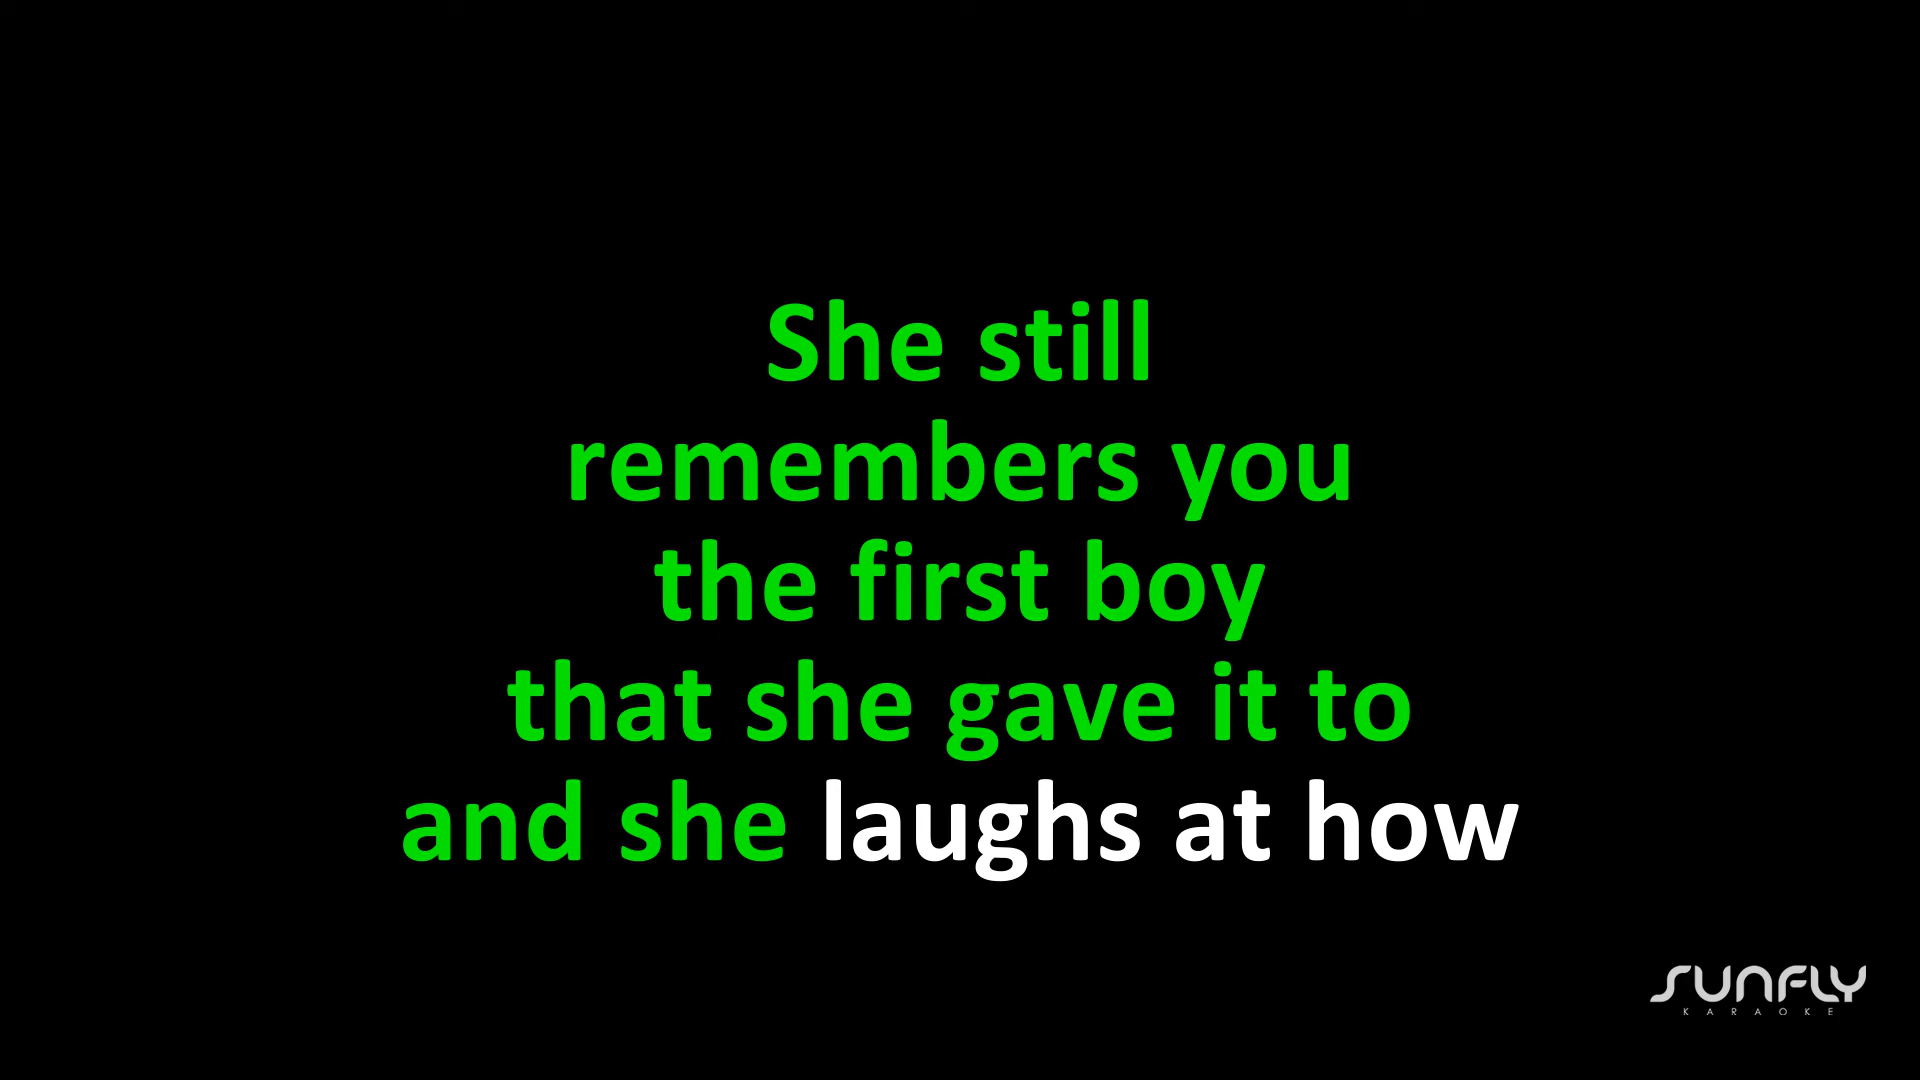 She still
remembers you
the first boy
that she gave it to
and she laughs at how
SUNFLY
KARAOKE